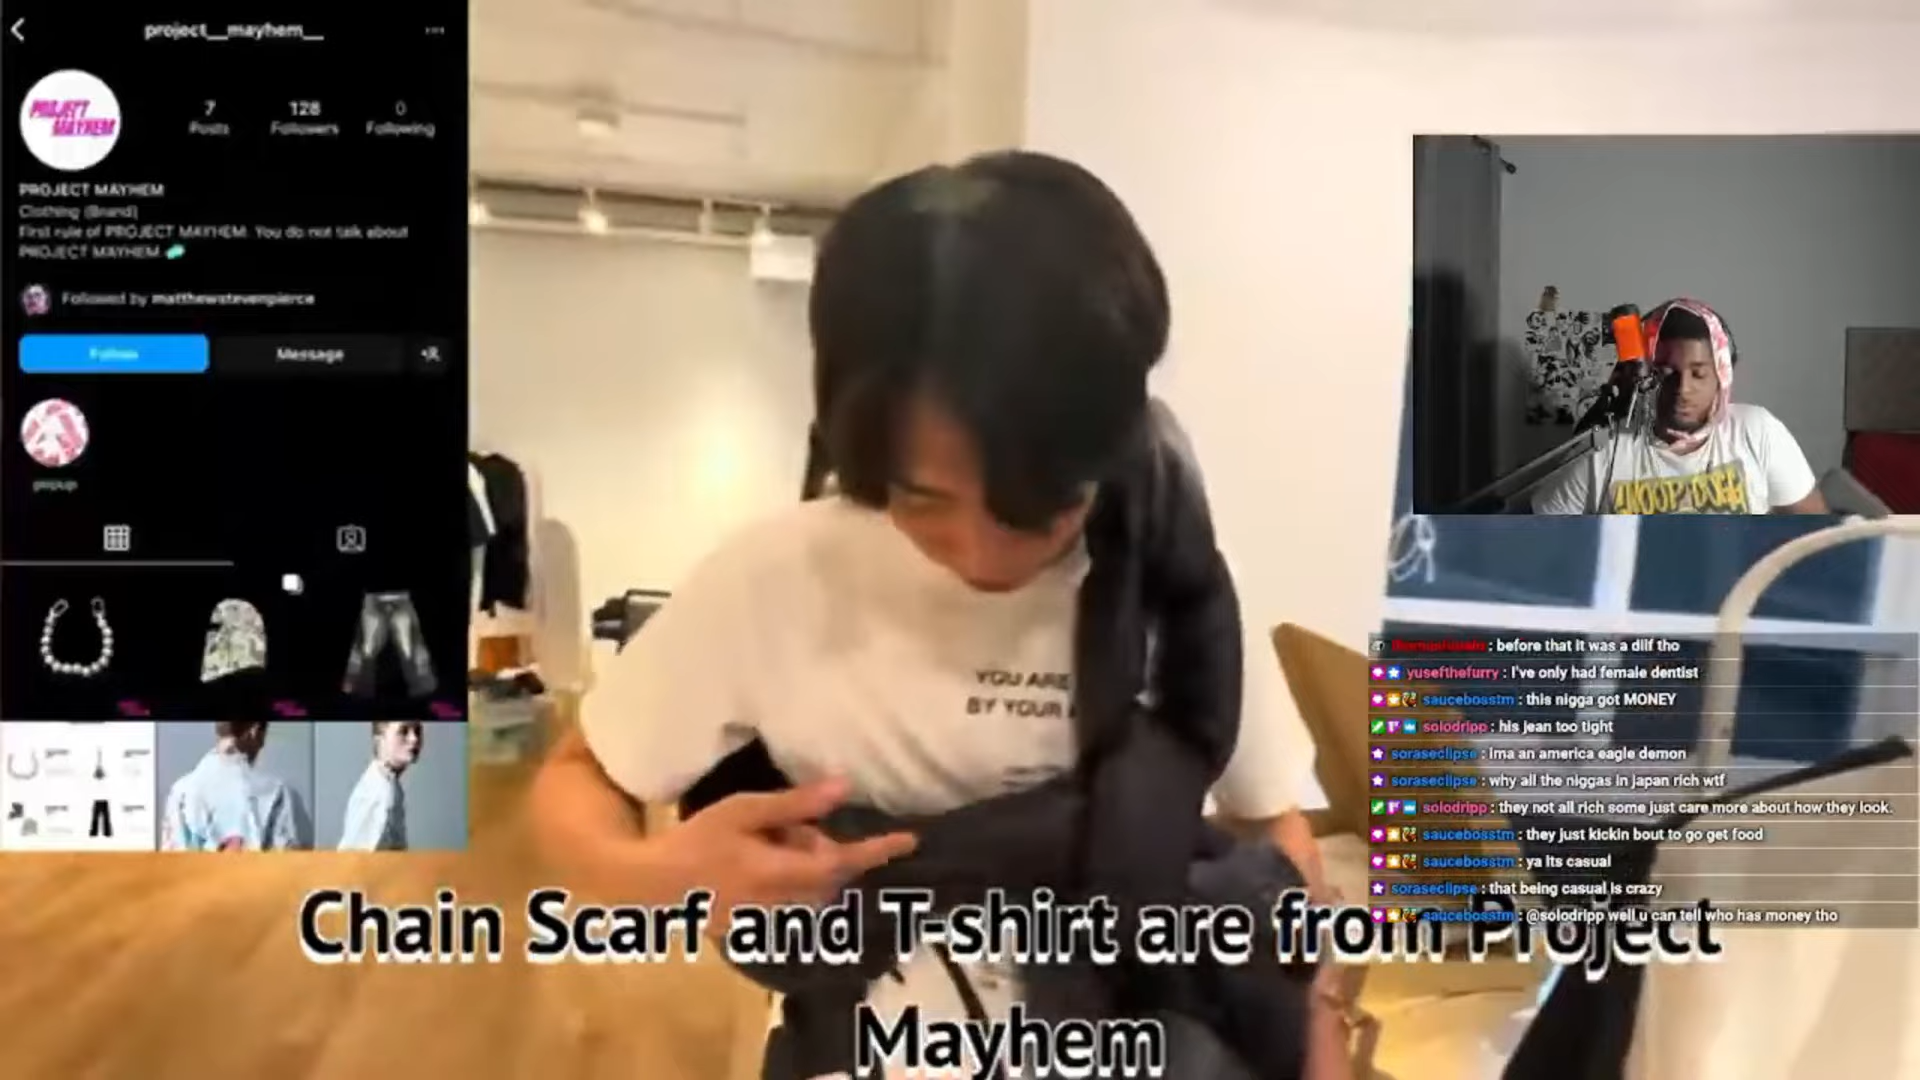 project__mayhem__
PROJECT
MAYHEM
7
128
0
Posts
Followers
Following
PROJECT MAYHEM
Clothing (Brand)
First rule of PROJECT MAYHEM: You do not talk about
PROJECT MAYHEM
Followed by matthewstevenpierce
Follow
Message
popup
YOU ARE
BY YOUR
SNOOP DOGG
: before that it was a dilf tho
yusefthefurry : I've only had female dentist
saucebosstm : this nigga got MONEY
solodripp : his jean too tight
soraseclipse : Ima an america eagle demon
soraseclipse : why all the niggas in japan rich wtf
solodripp : they not all rich some just care more about how they look.
saucebosstm : they just kickin bout to go get food
saucebosstm : ya its casual
soraseclipse : that being casual is crazy
saucebosstm : @solodripp well u can tell who has money tho
Chain Scarf and T-shirt are from Project
Mayhem